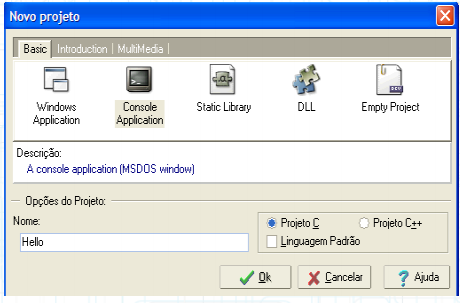 Novo projeto
Basic Introduction MultiMedia
Windows Application
Console Application
Static Library
DLL
Empty Project
DEV
Descrição:
A console application (MSDOS window)
Opções do Projeto:
Nome:
Projeto C Projeto C++
Hello
Linguagem Padrão
Ok Cancelar ? Ajuda